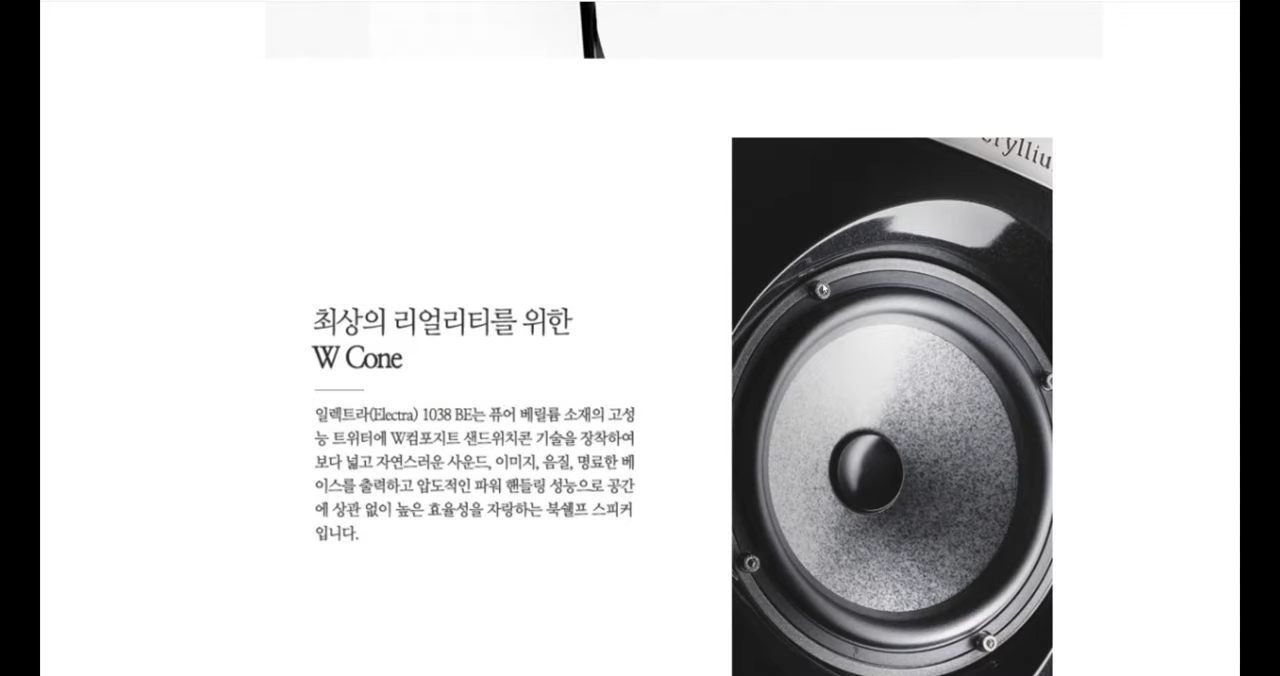 최상의 리얼리티를 위한
W Cone
일렉트라(Electra) 1038 BE는 퓨어 베릴륨 소재의 고성
능 트위터에 W컴포지트 샌드위치콘 기술을 장착하여
보다 넓고 자연스러운 사운드, 이미지, 음질, 명료한 베
이스를 출력하고 압도적인 파워 핸들링 성능으로 공간
에 상관 없이 높은 효율성을 자랑하는 북쉘프 스피커
입니다.